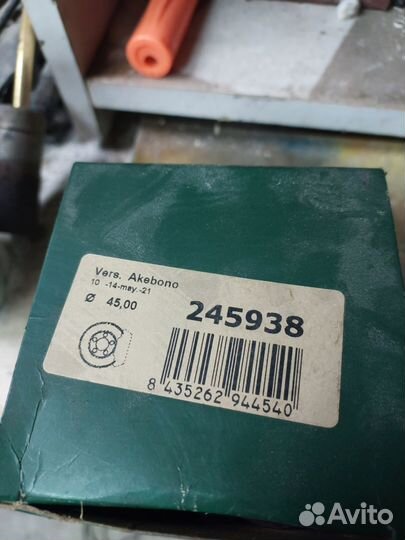 Vers. Akebono
10 -14-may.-21
Ø 45,00
245938
8 435262 944540
Avito